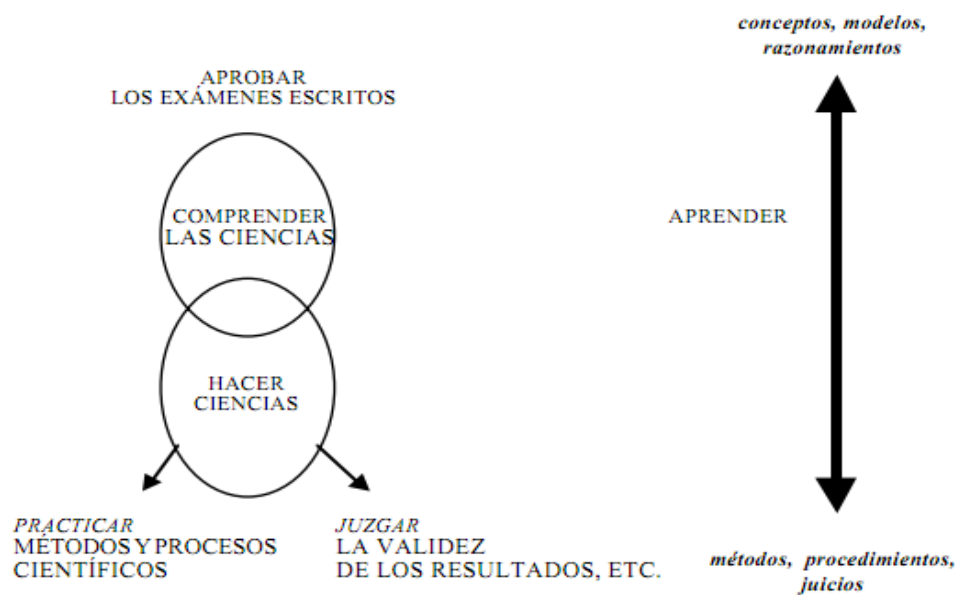 conceptos, modelos,
razonamientos
APROBAR
LOS EXÁMENES ESCRITOS
COMPRENDER
LAS CIENCIAS
APRENDER
HACER
CIENCIAS
PRACTICAR
MÉTODOS Y PROCESOS
CIENTÍFICOS
JUZGAR
LA VALIDEZ
DE LOS RESULTADOS, ETC.
métodos, procedimientos,
juicios